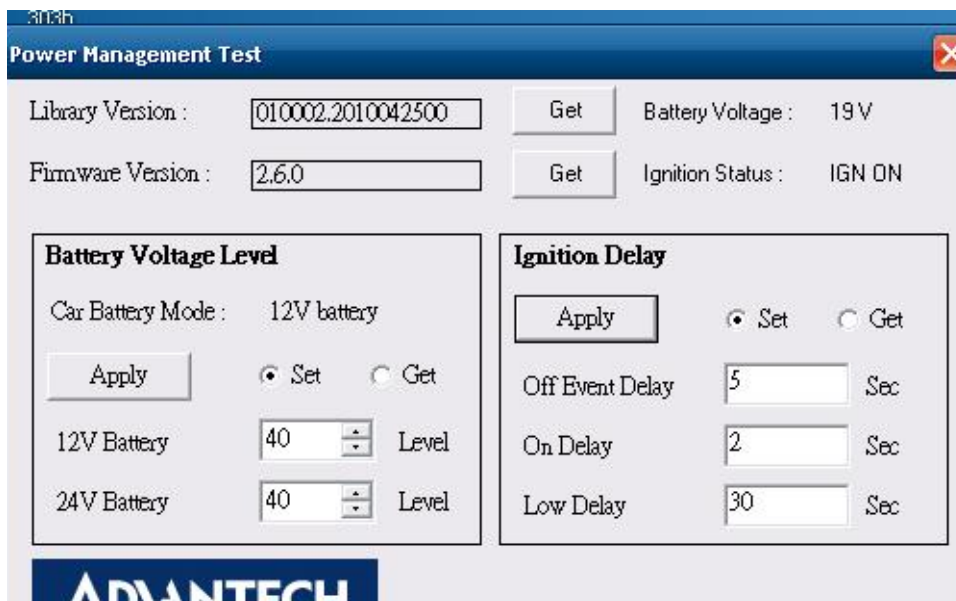 303h
Power Management Test
Library Version : 010002.2010042500 Get Battery Voltage : 19 V
Firmware Version : 2.6.0 Get Ignition Status : IGN ON
Battery Voltage Level
Car Battery Mode : 12V battery
Apply Set Get
12V Battery 40 Level
24V Battery 40 Level
Ignition Delay
Apply Set Get
Off Event Delay 5 Sec
On Delay 2 Sec
Low Delay 30 Sec
ADVANTECH